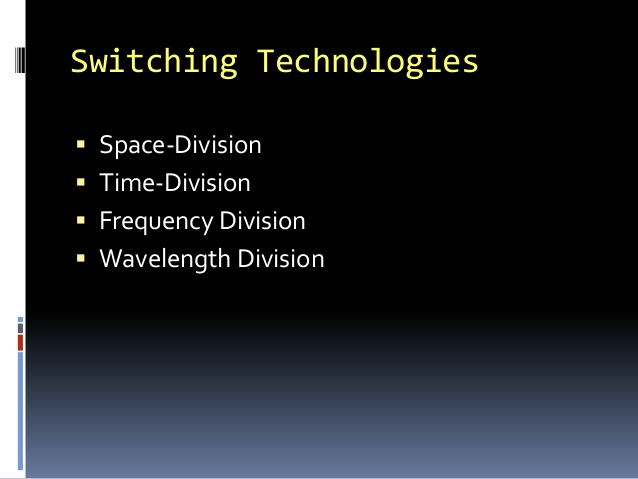 Switching Technologies
▪ Space-Division
▪ Time-Division
▪ Frequency Division
▪ Wavelength Division